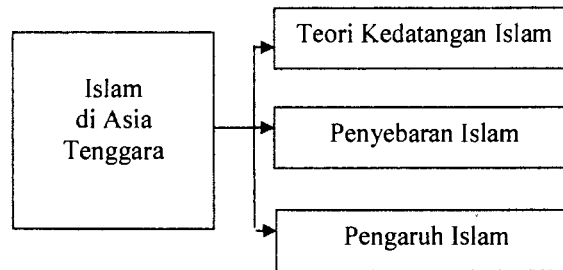 Islam
di Asia
Tenggara
Teori Kedatangan Islam
Penyebaran Islam
Pengaruh Islam